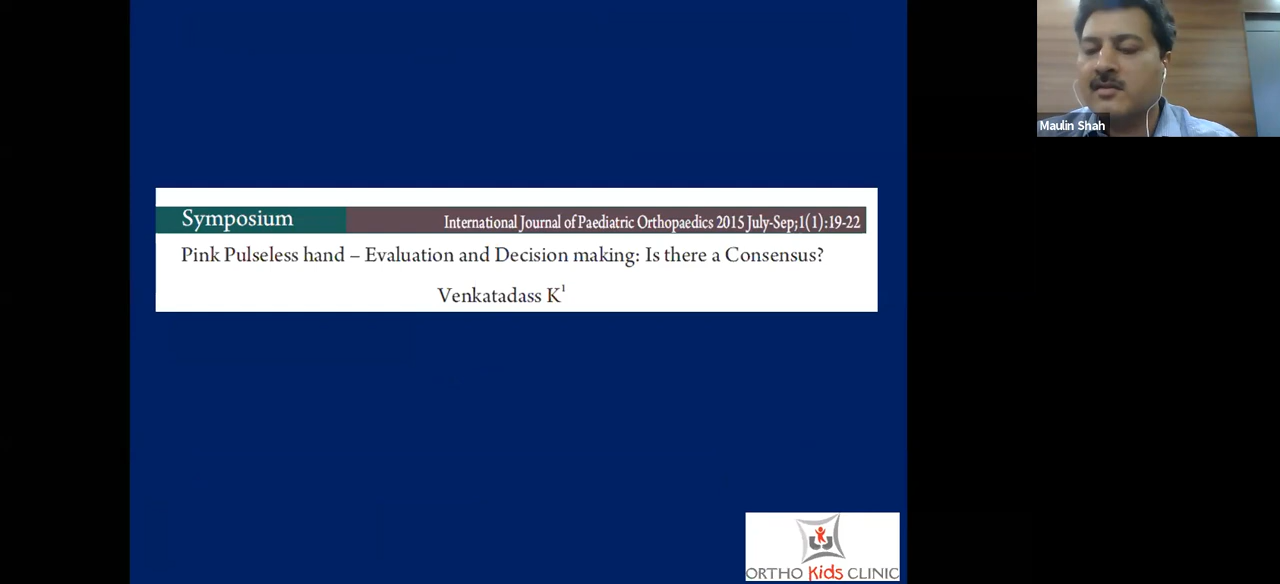 Symposium
International Journal of Paediatric Orthopaedics 2015 July-Sep;1(1):19-22
Pink Pulseless hand – Evaluation and Decision making: Is there a Consensus?
Venkatadass K¹
Maulin Shah
ORTHO Kids CLINIC